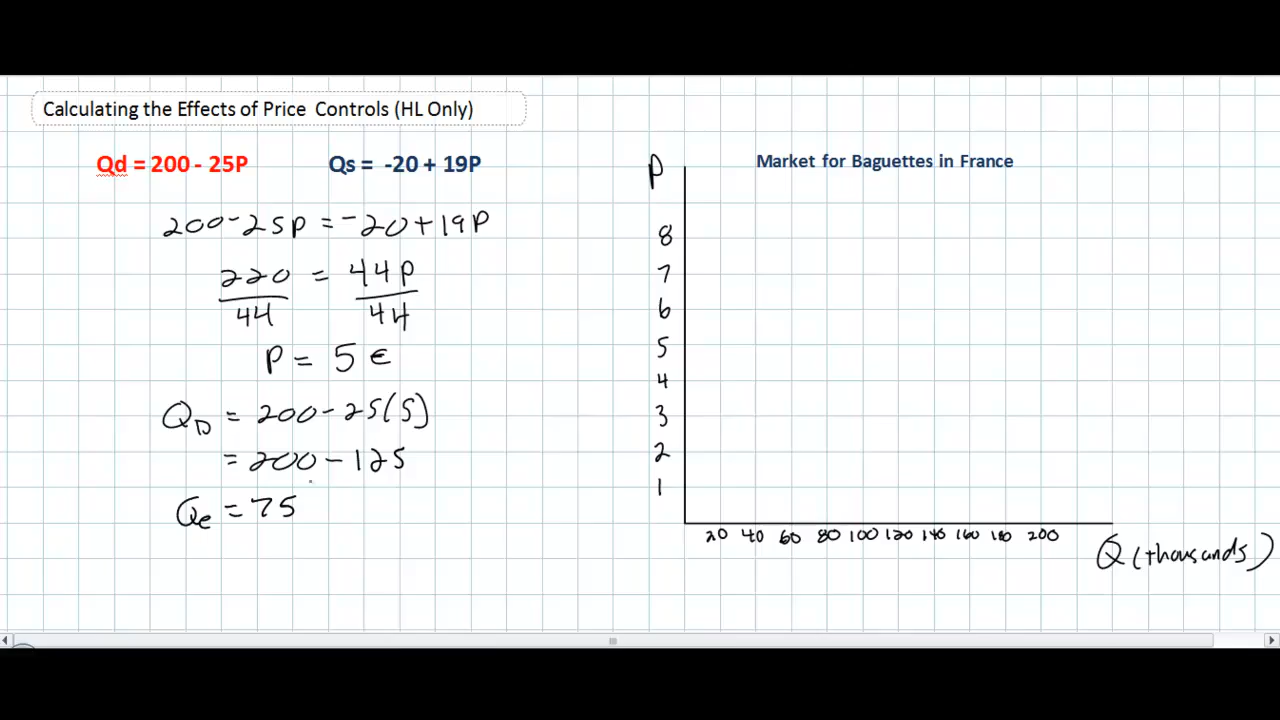 Calculating the Effects of Price Controls (HL Only)
Qd = 200 - 25P
Qs = -20 + 19P
200-25P = -20+19P
220 = 44P
44 44
P = 5 €
QD = 200-25(5)
= 200-125
Qe = 75
Market for Baguettes in France
P
8
7
6
5
4
3
2
1
20 40 60 80 100 120 140 160 180 200
Q (thousands)